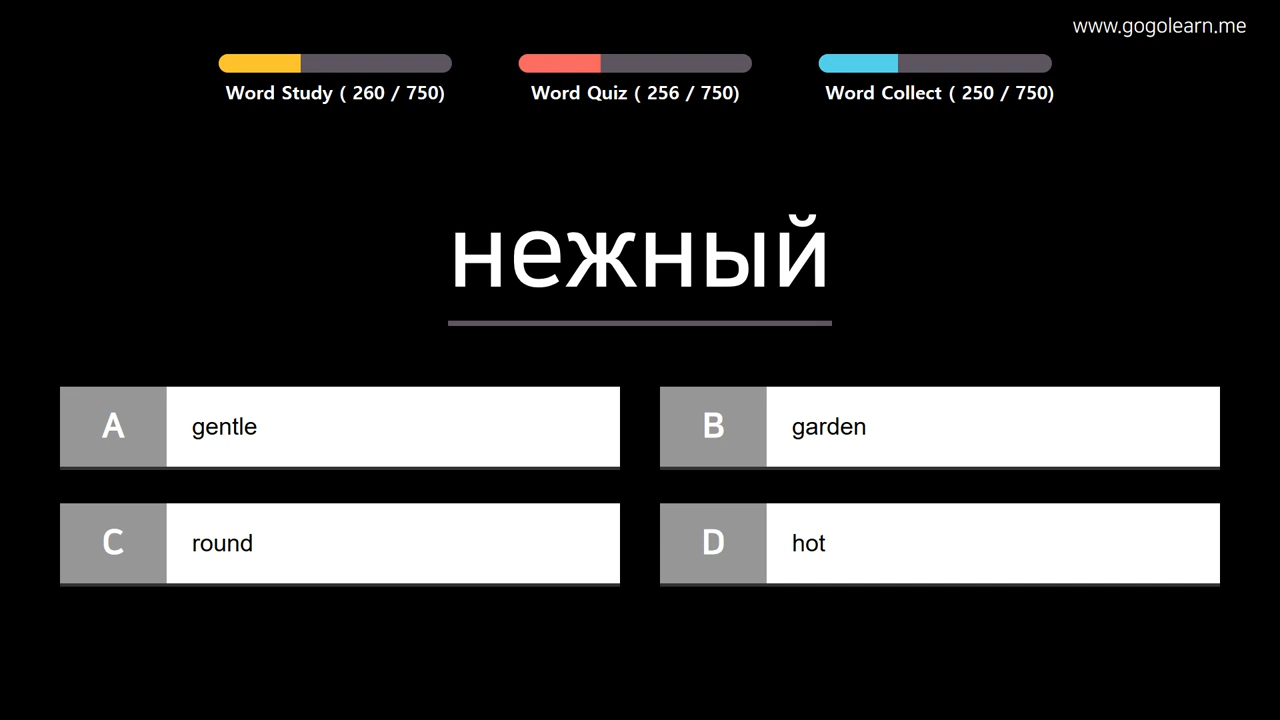 www.gogolearn.me
Word Study ( 260 / 750)
Word Quiz ( 256 / 750)
Word Collect ( 250 / 750)
нежный
A gentle
B garden
C round
D hot